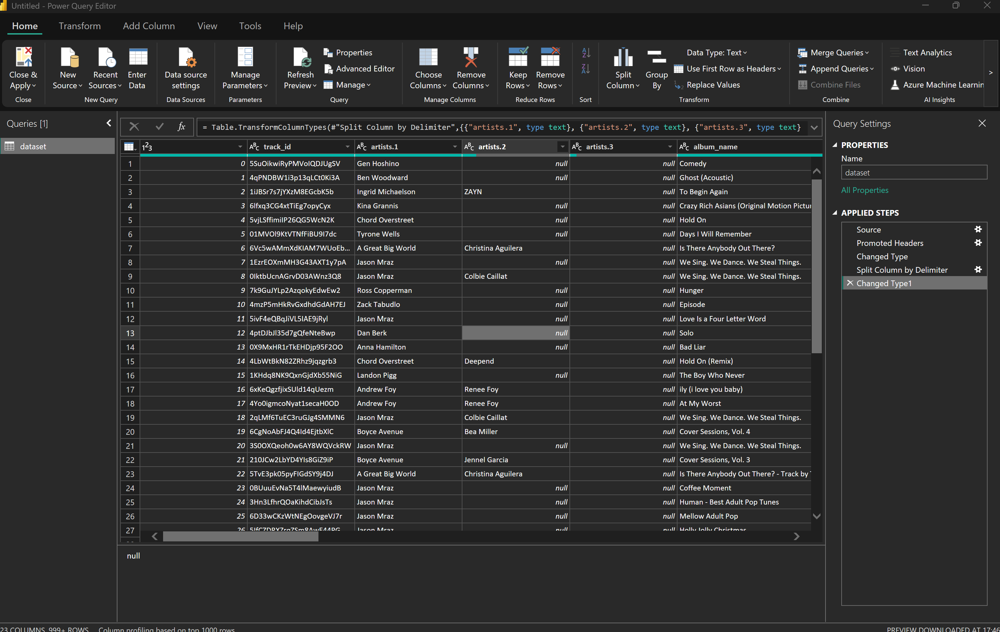 Untitled - Power Query Editor
Home Transform Add Column View Tools Help
Close & Apply
Close
New Source
Recent Sources
Enter Data
New Query
Data source settings
Data Sources
Manage Parameters
Parameters
Refresh Preview
Properties
Advanced Editor
Manage
Query
Choose Columns
Remove Columns
Manage Columns
Keep Rows
Remove Rows
Reduce Rows
Sort
Split Column
Group By
Data Type: Text
Use First Row as Headers
Replace Values
Transform
Merge Queries
Append Queries
Combine Files
Combine
Text Analytics
Vision
Azure Machine Learnin
AI Insights
Queries [1]
dataset
fx
= Table.TransformColumnTypes(#"Split Column by Delimiter",{{"artists.1", type text}, {"artists.2", type text}, {"artists.3", type text}
123 ABC track_id ABC artists.1 ABC artists.2 ABC artists.3 ABC album_name
1 0 5SuOikwiRyPMVoIQDJUgSV Gen Hoshino null null Comedy
2 1 4qPNDBW1i3p13qLCt0Ki3A Ben Woodward null null Ghost (Acoustic)
3 2 1iJBSr7s7jYXzM8EGcbK5b Ingrid Michaelson ZAYN null To Begin Again
4 3 6lfxq3CG4xtTiEg7opyCyx Kina Grannis null null Crazy Rich Asians (Original Motion Pictur
5 4 5vjLSffimiIP26QG5WcN2K Chord Overstreet null null Hold On
6 5 01MVOl9KtVTNfFiBU9I7dc Tyrone Wells null null Days I Will Remember
7 6 6Vc5wAMmXdKIAM7WUoEb... A Great Big World Christina Aguilera null Is There Anybody Out There?
8 7 1EzrEOXmMH3G43AXT1y7pA Jason Mraz null null We Sing. We Dance. We Steal Things.
9 8 0IktbUcnAGrvD03AWnz3Q8 Jason Mraz Colbie Caillat null We Sing. We Dance. We Steal Things.
10 9 7k9GuJYLp2AzqokyEdwEw2 Ross Copperman null null Hunger
11 10 4mzP5mHkRvGxdhdGdAH7EJ Zack Tabudlo null null Episode
12 11 5ivF4eQBqJiVL5IAE9jRyl Jason Mraz null null Love Is a Four Letter Word
13 12 4ptDJbJl35d7gQfeNteBwp Dan Berk null null Solo
14 13 0X9MxHR1rTkEHDjp95F2OO Anna Hamilton null null Bad Liar
15 14 4LbWtBkN82ZRhz9jqzgrb3 Chord Overstreet Deepend null Hold On (Remix)
16 15 1KHdq8NK9QxnGjdXb55NiG Landon Pigg null null The Boy Who Never
17 16 6xKeQgzfjixSUld14qUezm Andrew Foy Renee Foy null ily (i love you baby)
18 17 4Yo0igmcoNyat1secaH0OD Andrew Foy Renee Foy null At My Worst
19 18 2qLMf6TuEC3ruGJg4SMMN6 Jason Mraz Colbie Caillat null We Sing. We Dance. We Steal Things.
20 19 6CgNoAbFJ4Q4Id4EjtbXlC Boyce Avenue Bea Miller null Cover Sessions, Vol. 4
21 20 3S0OXQeoh0w6AY8WQVckRW Jason Mraz null null We Sing. We Dance. We Steal Things.
22 21 210JCw2LbYD4YIs8GiZ9iP Boyce Avenue Jennel Garcia null Cover Sessions, Vol. 3
23 22 5TvE3pk05pyFIGdSY9j4DJ A Great Big World Christina Aguilera null Is There Anybody Out There? - Track by
24 23 0BUuuEvNa5T4lMaewyiudB Jason Mraz null null Coffee Moment
25 24 3Hn3LfhrQOaKihdCibJsTs Jason Mraz null null Human - Best Adult Pop Tunes
26 25 6D33wCKzWtNEgOovgeVJ7r Jason Mraz null null Mellow Adult Pop
27 26 Jason Mraz null null Holly Jolly Christmas
null
Query Settings
PROPERTIES
Name
dataset
All Properties
APPLIED STEPS
Source
Promoted Headers
Changed Type
Split Column by Delimiter
Changed Type1
23 COLUMNS, 999+ ROWS Column profiling based on top 1000 rows
PREVIEW DOWNLOADED AT 17:46